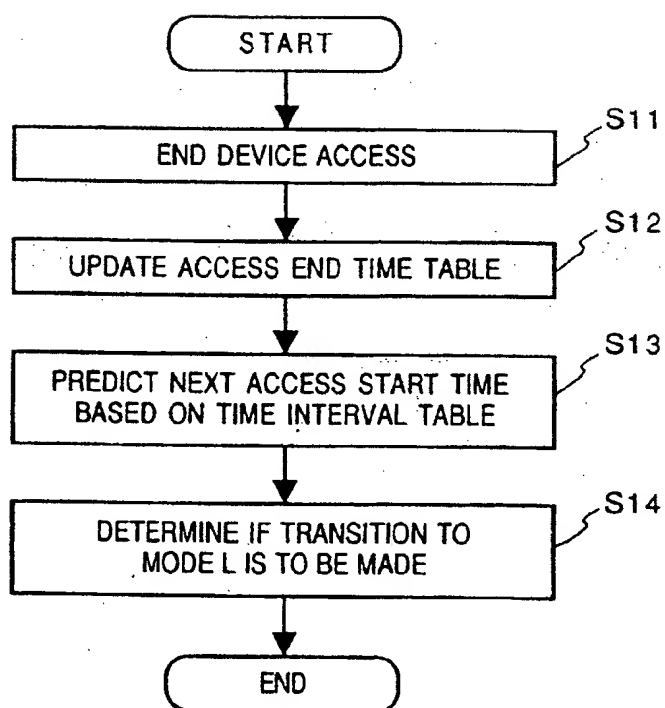 START
S11
END DEVICE ACCESS
S12
UPDATE ACCESS END TIME TABLE
S13
PREDICT NEXT ACCESS START TIME
BASED ON TIME INTERVAL TABLE
S14
DETERMINE IF TRANSITION TO
MODE L IS TO BE MADE
END